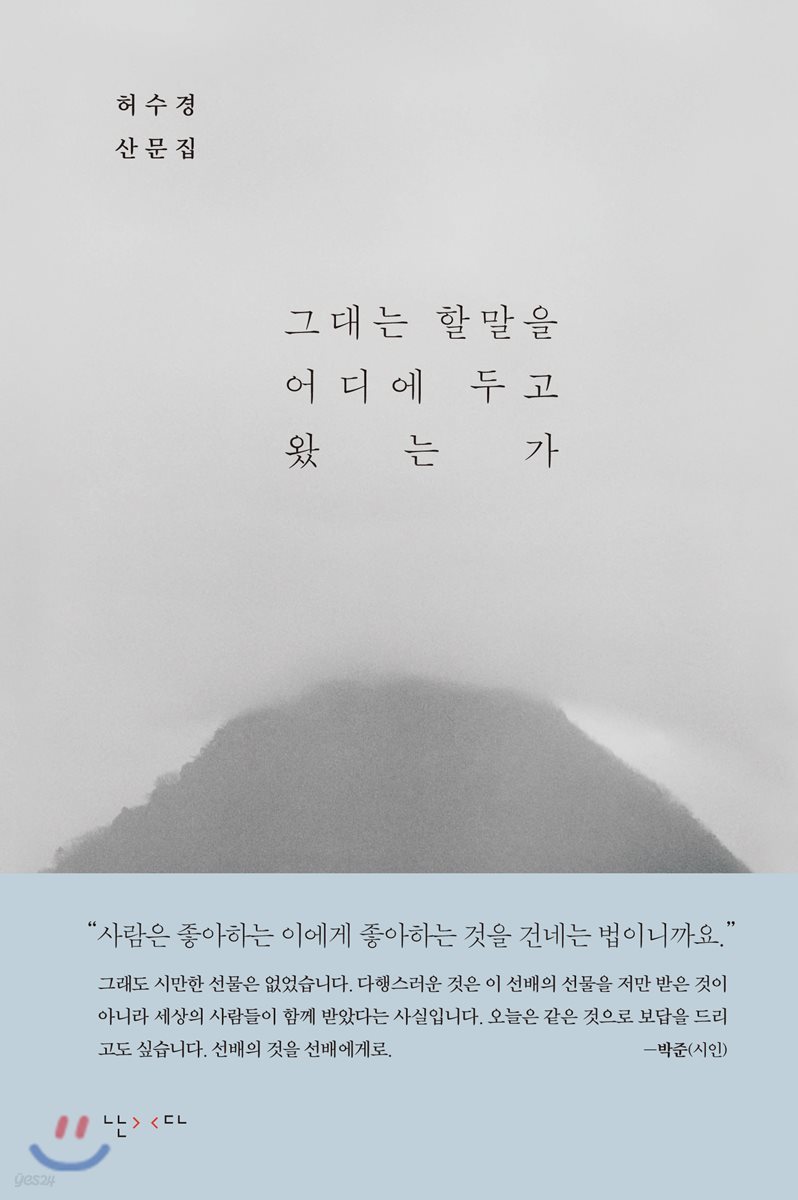 허수경
산문집
그대는 할말을
어디에 두고
왔는가
“사람은 좋아하는 이에게 좋아하는 것을 건네는 법이니까요.”
그래도 시만한 선물은 없었습니다. 다행스러운 것은 이 선배의 선물을 저만 받은 것이
아니라 세상의 사람들이 함께 받았다는 사실입니다. 오늘은 같은 것으로 보답을 드리
고도 싶습니다. 선배의 것을 선배에게로. —박준(시인)
난다
yes24